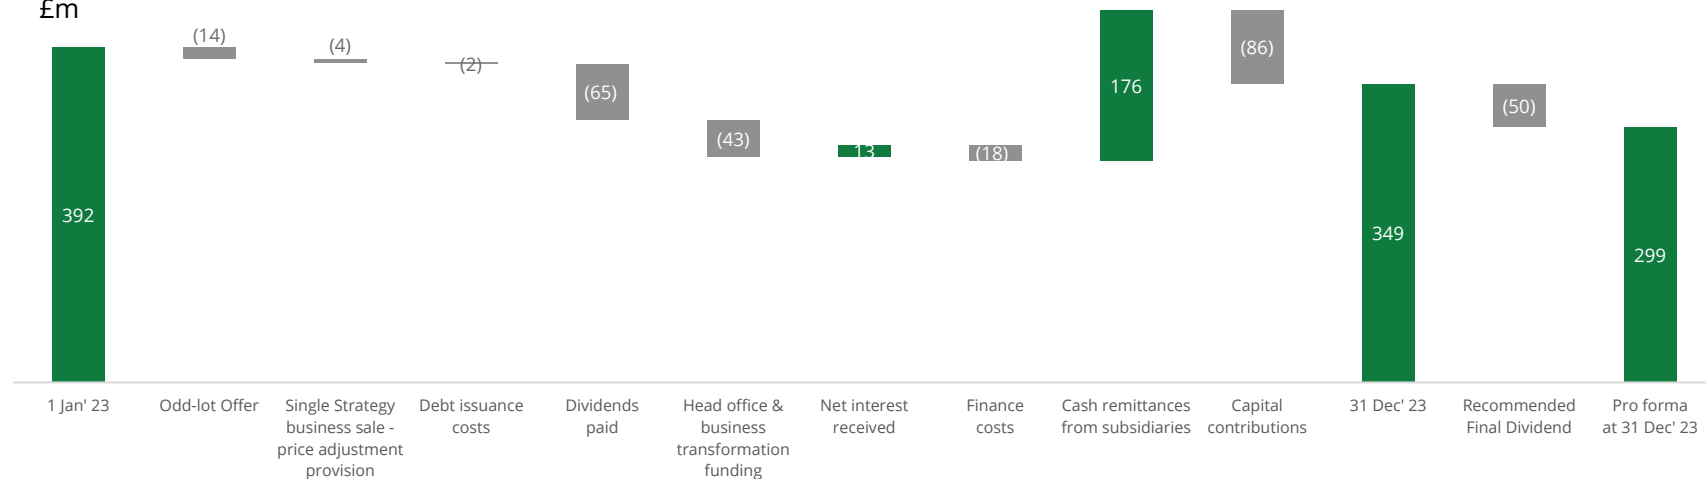 £m
392
(14)
(4)
(2)
(65)
(43)
13
(18)
176
(86)
349
(50)
299
1 Jan' 23
Odd-lot Offer
Single Strategy
business sale -
price adjustment
provision
Debt issuance
costs
Dividends
paid
Head office &
business
transformation
funding
Net interest
received
Finance
costs
Cash remittances
from subsidiaries
Capital
contributions
31 Dec' 23
Recommended
Final Dividend
Pro forma
at 31 Dec' 23